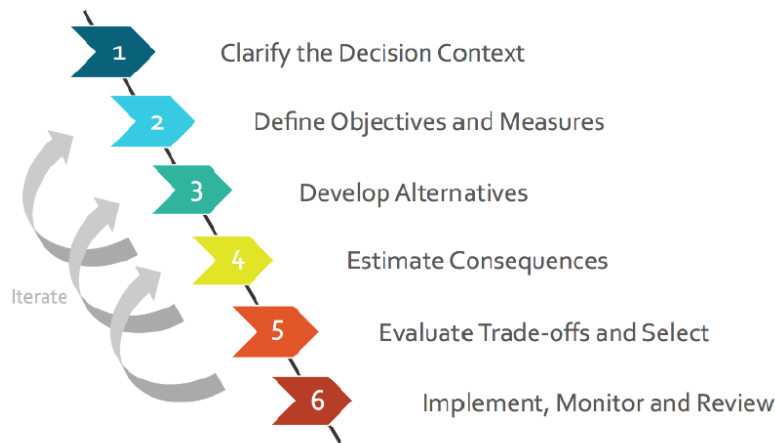 1 Clarify the Decision Context
2 Define Objectives and Measures
3 Develop Alternatives
4 Estimate Consequences
Iterate
5 Evaluate Trade-offs and Select
6 Implement, Monitor and Review